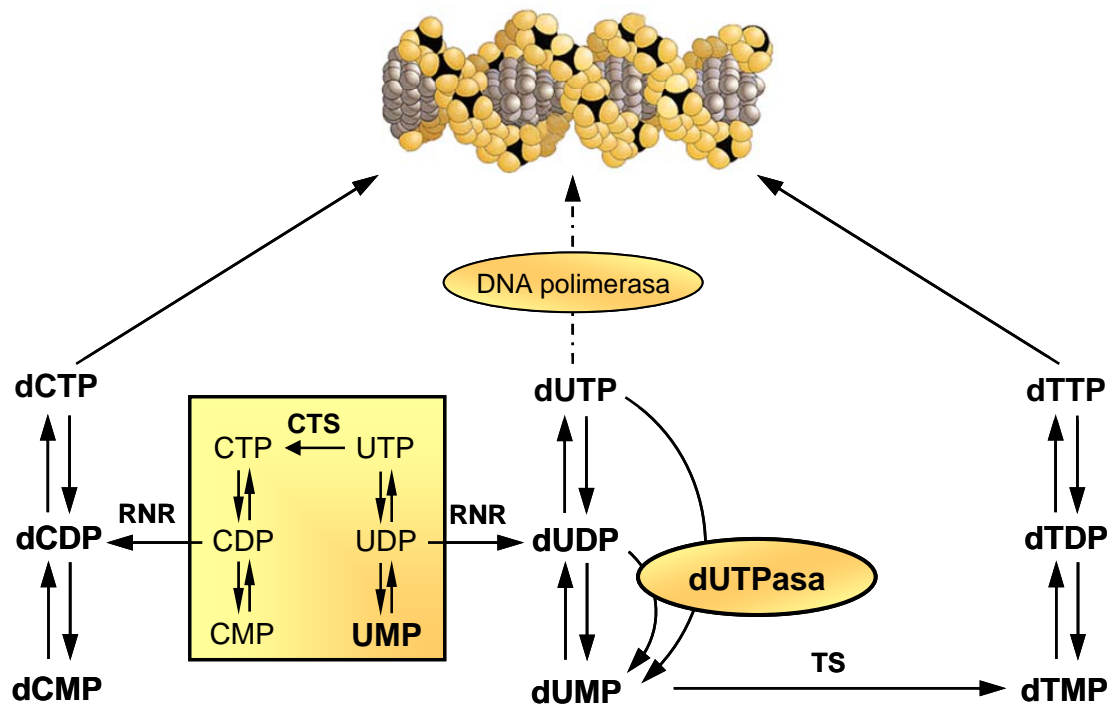 DNA polimerasa
dCTP
dUTP
dTTP
CTS
CTP
UTP
RNR
RNR
dCDP
CDP
UDP
dUDP
dUTPasa
dTDP
CMP
UMP
TS
dCMP
dUMP
dTMP